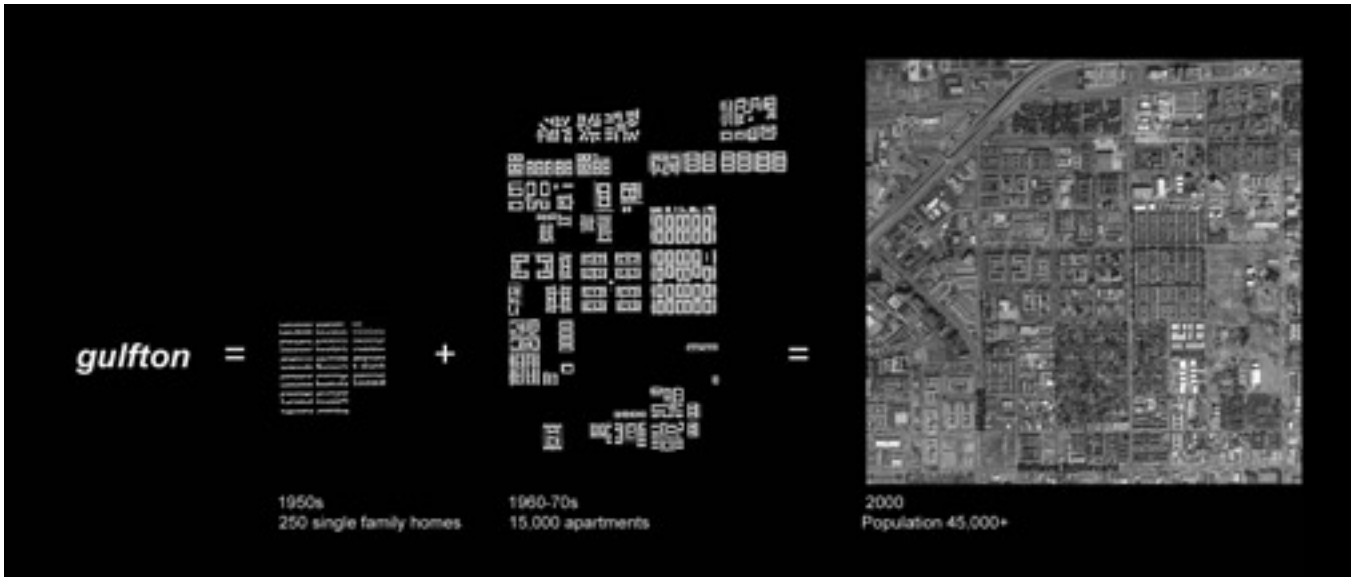 gulfton = + =
1950s
250 single family homes
1960-70s
15,000 apartments
2000
Population 45,000+